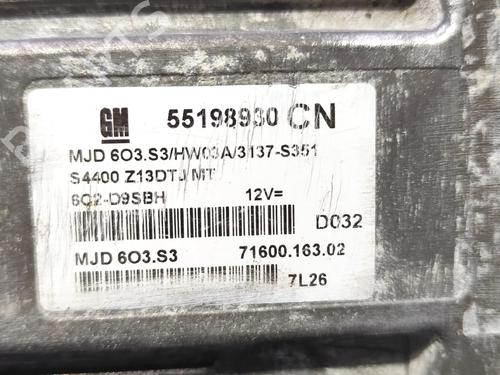 GM 55198930 CN
MJD 6O3.S3/HW03A/3137-S351
S4400 Z13DTJ MT
6O2-D9SBH 12V=
D032
MJD 6O3.S3 71600.163.02
7L26